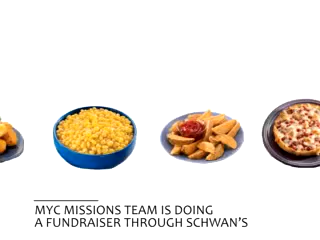 MYC MISSIONS TEAM IS DOING
A FUNDRAISER THROUGH SCHWAN'S